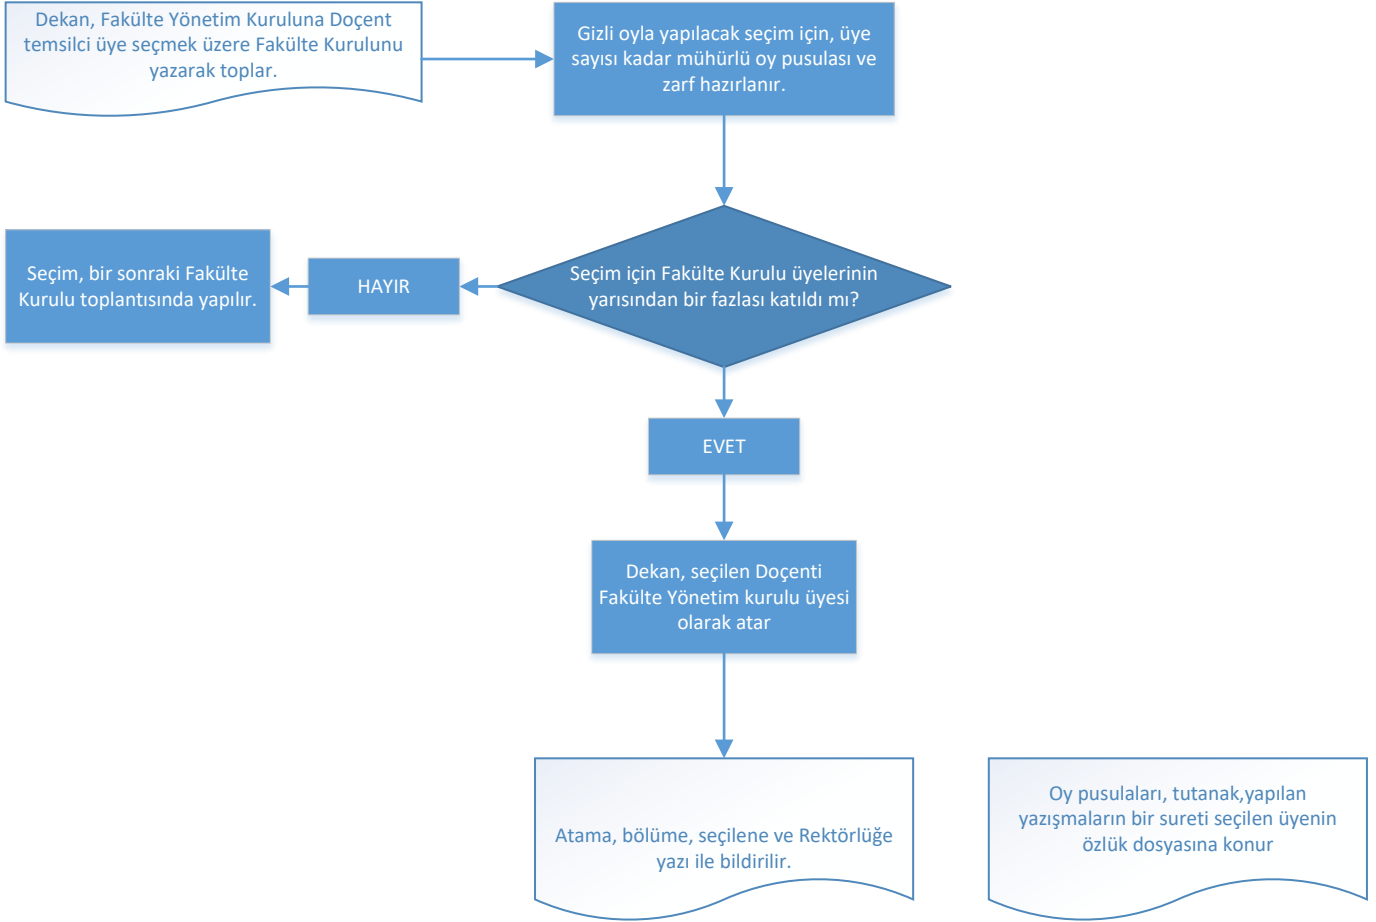 Dekan, Fakülte Yönetim Kuruluna Doçent
temsilci üye seçmek üzere Fakülte Kurulunu
yazarak toplar.
Gizli oyla yapılacak seçim için, üye
sayısı kadar mühürlü oy pusulası ve
zarf hazırlanır.
Seçim için Fakülte Kurulu üyelerinin
yarısından bir fazlası katıldı mı?
HAYIR
Seçim, bir sonraki Fakülte
Kurulu toplantısında yapılır.
EVET
Dekan, seçilen Doçenti
Fakülte Yönetim kurulu üyesi
olarak atar
Atama, bölüme, seçilene ve Rektörlüğe
yazı ile bildirilir.
Oy pusulaları, tutanak,yapılan
yazışmaların bir sureti seçilen üyenin
özlük dosyasına konur